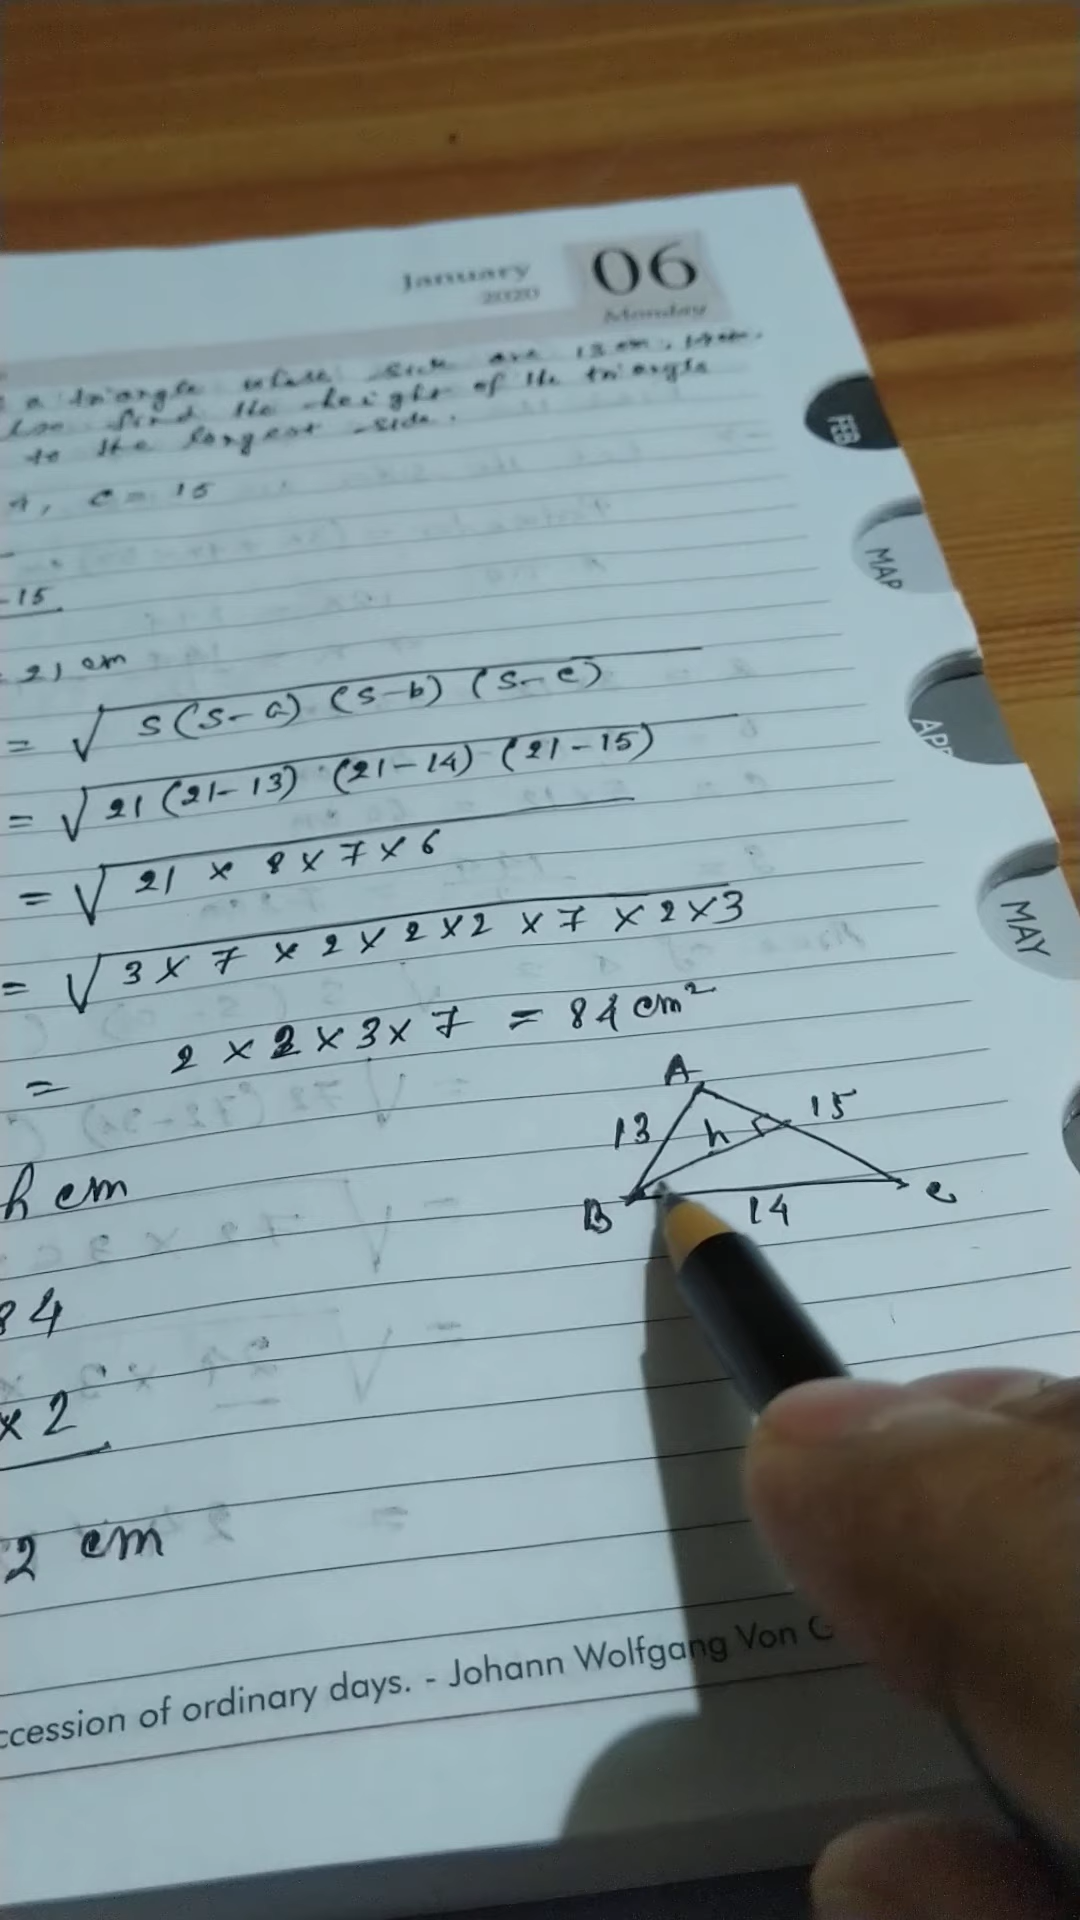 January
2020
06
Monday
a triangle whose side are 13 cm, 14 cm.
find the height of the triangle
to the longest side.
4, c = 15
-15
21 cm
= √s(s-a) (s-b) (s-c)
= √21 (21-13) (21-14) (21-15)
= √21 × 8 × 7 × 6
= √3 × 7 × 2 × 2 × 2 × 7 × 2 × 3
= 2 × 2 × 3 × 7 = 84 cm²
A
13
h
15
B
14
C
h cm
84
× 2
2 cm
ccession of ordinary days. - Johann Wolfgang Von G
FEB
MAR
APR
MAY